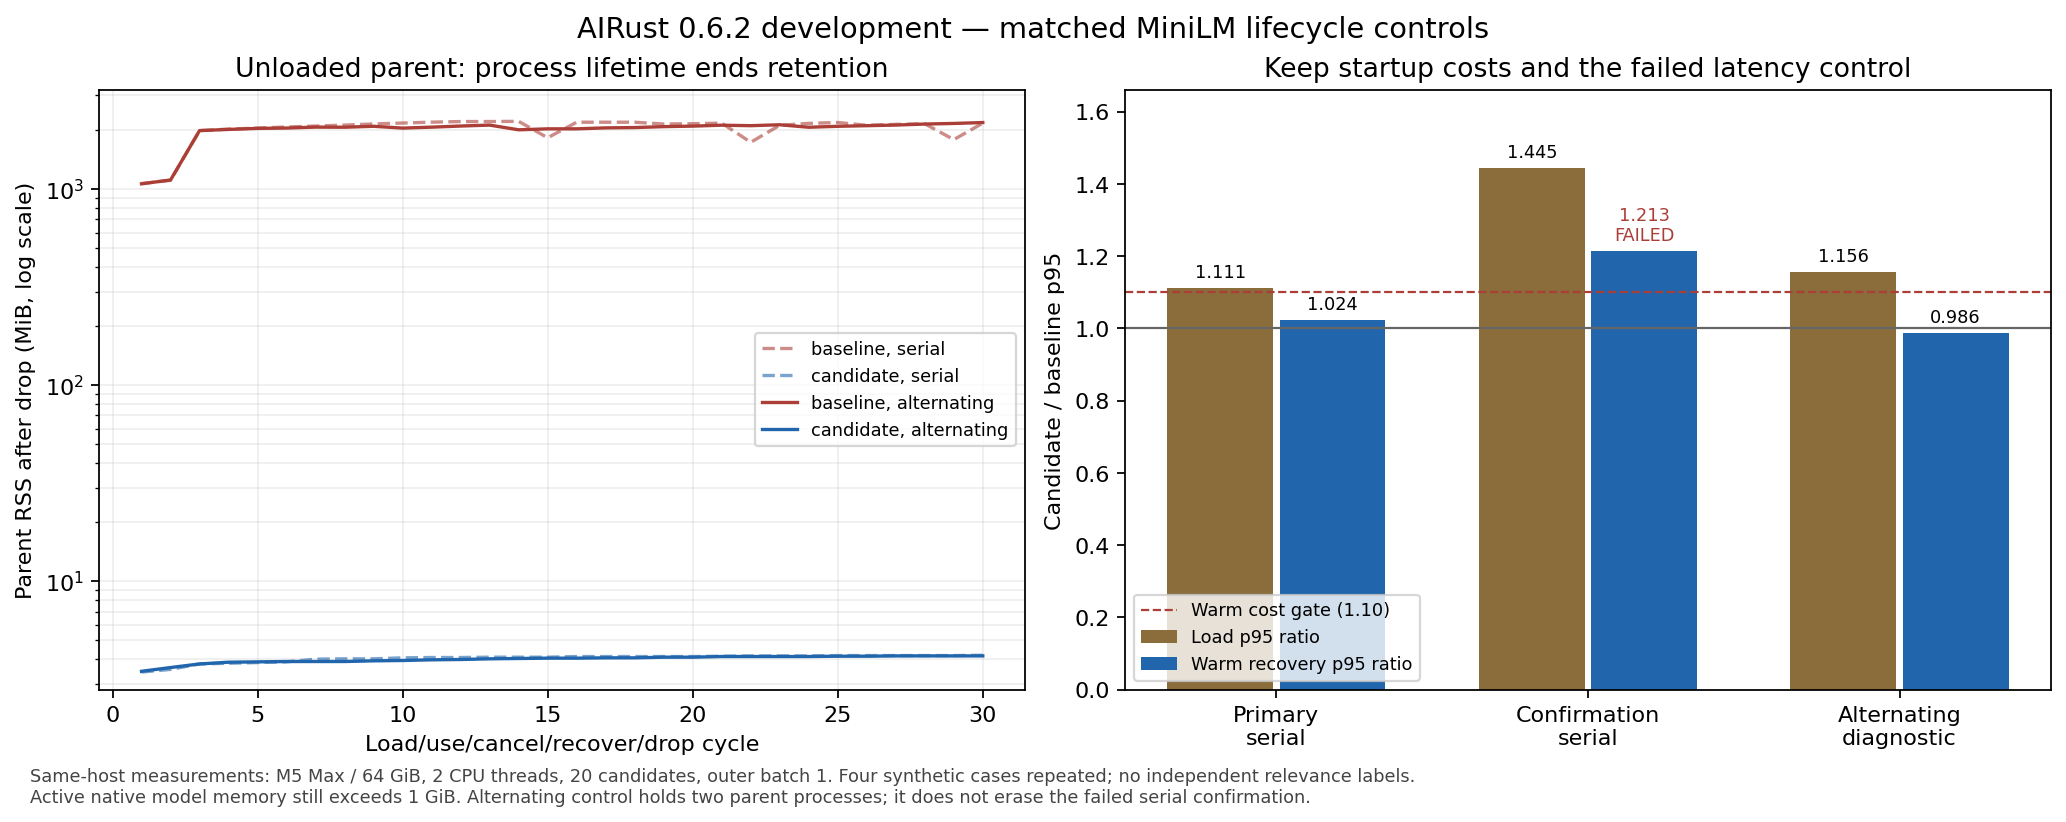 AIRust 0.6.2 development — matched MiniLM lifecycle controls
Unloaded parent: process lifetime ends retention
Parent RSS after drop (MiB, log scale)
10³
10²
10¹
baseline, serial
candidate, serial
baseline, alternating
candidate, alternating
0
5
10
15
20
25
30
Load/use/cancel/recover/drop cycle
Keep startup costs and the failed latency control
Candidate / baseline p95
1.6
1.4
1.2
1.0
0.8
0.6
0.4
0.2
0.0
1.111
1.024
1.445
1.213
FAILED
1.156
0.986
Warm cost gate (1.10)
Load p95 ratio
Warm recovery p95 ratio
Primary
serial
Confirmation
serial
Alternating
diagnostic
Same-host measurements: M5 Max / 64 GiB, 2 CPU threads, 20 candidates, outer batch 1. Four synthetic cases repeated; no independent relevance labels.
Active native model memory still exceeds 1 GiB. Alternating control holds two parent processes; it does not erase the failed serial confirmation.